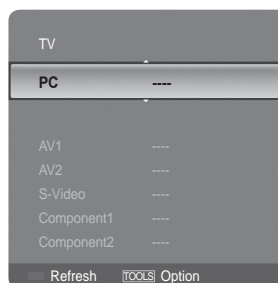 TV
PC ----
AV1 ----
AV2 ----
S-Video ----
Component1 ----
Component2 ----
Refresh TOOLS Option